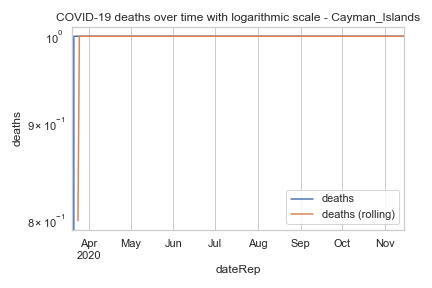 COVID-19 deaths over time with logarithmic scale - Cayman_Islands
10⁰
9 × 10⁻¹
8 × 10⁻¹
deaths
deaths
deaths (rolling)
Apr May Jun Jul Aug Sep Oct Nov
2020
dateRep